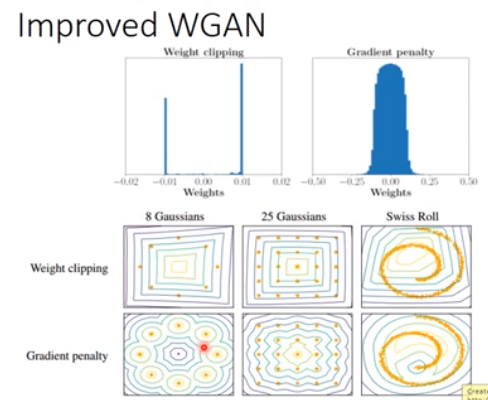 Improved WGAN
Weight clipping
Gradient penalty
−0.02 −0.01 0.00 0.01 0.02
−0.50 −0.25 0.00 0.25 0.50
Weights
Weights
8 Gaussians 25 Gaussians Swiss Roll
Weight clipping
Gradient penalty